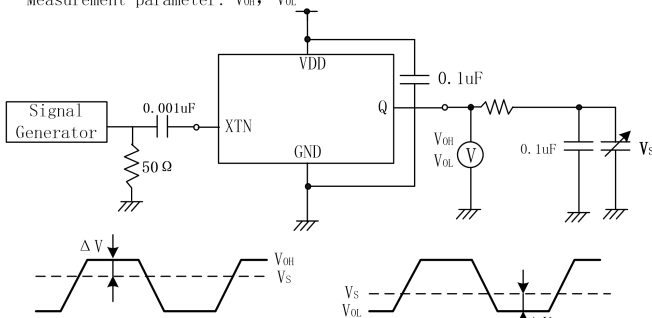 Measurement parameter: VOH, VOL
VDD
0.1uF
Signal
Generator
0.001uF
XTN
Q
50Ω
GND
VOH
VOL
V
0.1uF
VS
ΔV
VOH
VS
VS
VOL